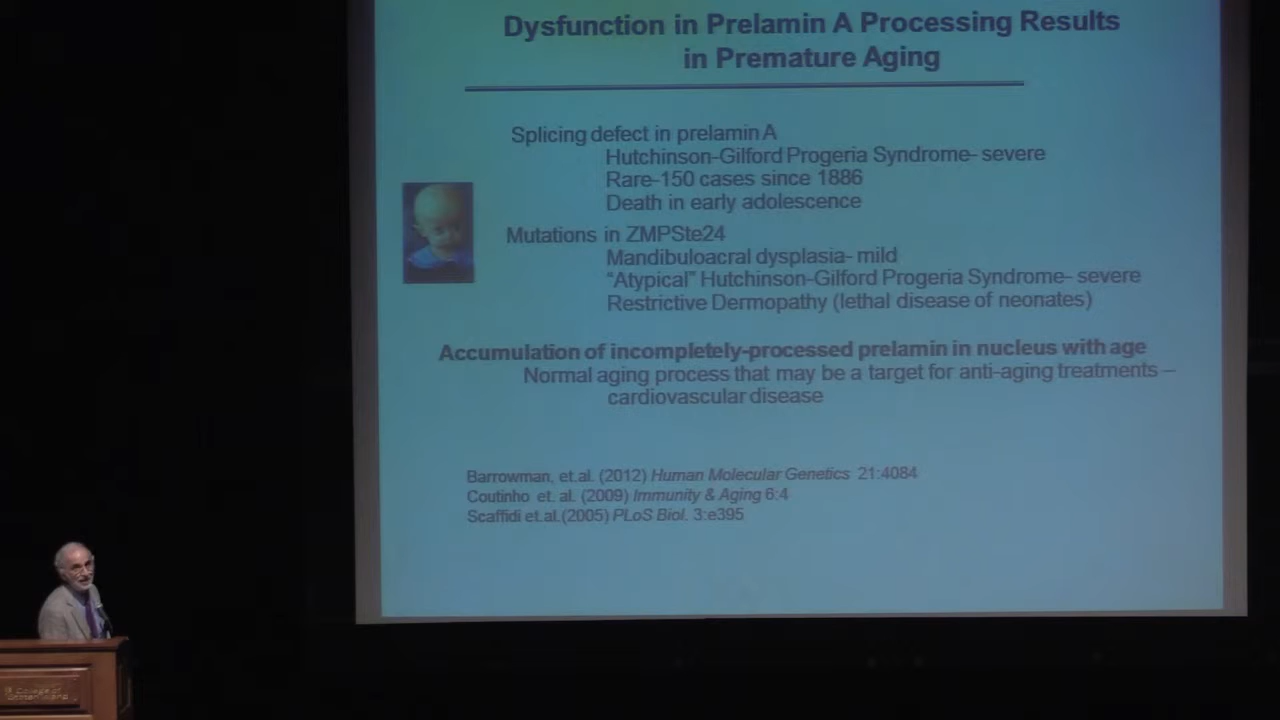 Dysfunction in Prelamin A Processing Results
in Premature Aging
Splicing defect in prelamin A
Hutchinson-Gilford Progeria Syndrome- severe
Rare-150 cases since 1886
Death in early adolescence
Mutations in ZMPSte24
Mandibuloacral dysplasia- mild
"Atypical" Hutchinson-Gilford Progeria Syndrome- severe
Restrictive Dermopathy (lethal disease of neonates)
Accumulation of incompletely-processed prelamin in nucleus with age
Normal aging process that may be a target for anti-aging treatments –
cardiovascular disease
Barrowman, et.al. (2012) Human Molecular Genetics 21:4084
Coutinho et. al. (2009) Immunity & Aging 6:4
Scaffidi et.al.(2005) PLoS Biol. 3:e395
College of